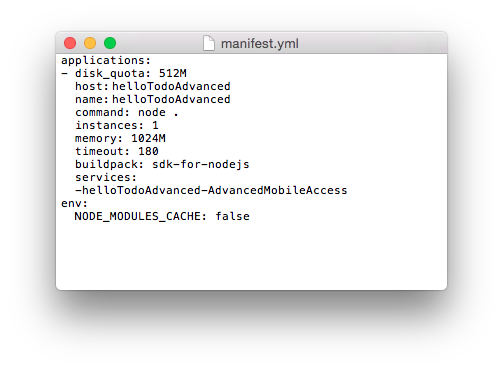 manifest.yml
applications:
- disk_quota: 512M
  host:helloTodoAdvanced
  name:helloTodoAdvanced
  command: node .
  instances: 1
  memory: 1024M
  timeout: 180
  buildpack: sdk-for-nodejs
  services:
  -helloTodoAdvanced-AdvancedMobileAccess
env:
  NODE_MODULES_CACHE: false